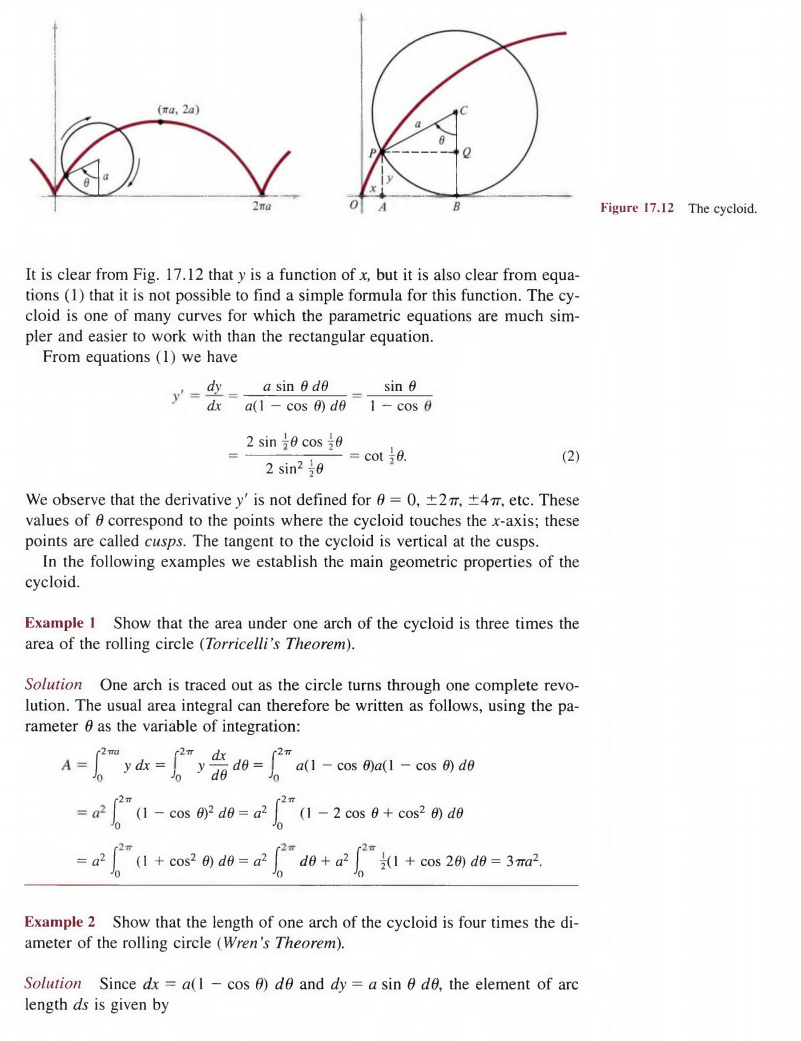 (πa, 2a)
θ
a
2πa
C
a
θ
P
Q
y
x
O
A
B
Figure 17.12 The cycloid.
It is clear from Fig. 17.12 that y is a function of x, but it is also clear from equa-
tions (1) that it is not possible to find a simple formula for this function. The cy-
cloid is one of many curves for which the parametric equations are much sim-
pler and easier to work with than the rectangular equation.
From equations (1) we have
y′ = dy/dx = a sin θ dθ / a(1 − cos θ) dθ = sin θ / 1 − cos θ
= 2 sin ½θ cos ½θ / 2 sin² ½θ = cot ½θ. (2)
We observe that the derivative y′ is not defined for θ = 0, ±2π, ±4π, etc. These
values of θ correspond to the points where the cycloid touches the x-axis; these
points are called cusps. The tangent to the cycloid is vertical at the cusps.
In the following examples we establish the main geometric properties of the
cycloid.
Example 1 Show that the area under one arch of the cycloid is three times the
area of the rolling circle (Torricelli's Theorem).
Solution One arch is traced out as the circle turns through one complete revo-
lution. The usual area integral can therefore be written as follows, using the pa-
rameter θ as the variable of integration:
A = ∫₀^2πa y dx = ∫₀^2π y dx/dθ dθ = ∫₀^2π a(1 − cos θ)a(1 − cos θ) dθ
= a² ∫₀^2π (1 − cos θ)² dθ = a² ∫₀^2π (1 − 2 cos θ + cos² θ) dθ
= a² ∫₀^2π (1 + cos² θ) dθ = a² ∫₀^2π dθ + a² ∫₀^2π ½(1 + cos 2θ) dθ = 3πa².
Example 2 Show that the length of one arch of the cycloid is four times the di-
ameter of the rolling circle (Wren's Theorem).
Solution Since dx = a(1 − cos θ) dθ and dy = a sin θ dθ, the element of arc
length ds is given by